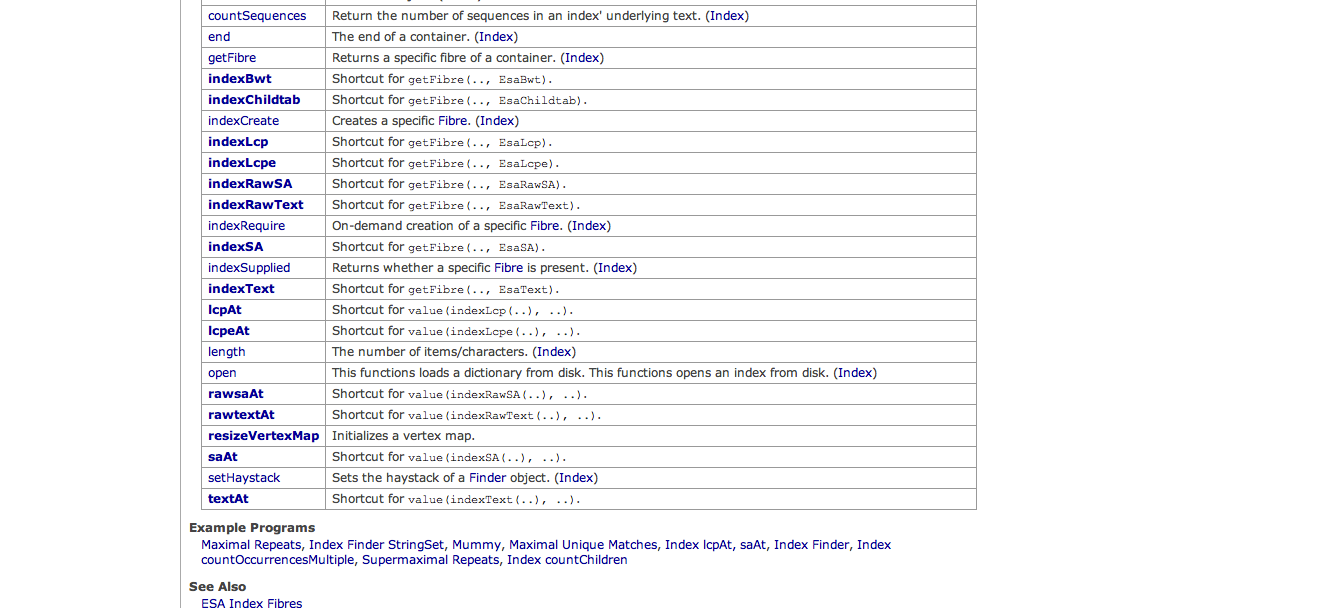 countSequences Return the number of sequences in an index' underlying text. (Index)
end The end of a container. (Index)
getFibre Returns a specific fibre of a container. (Index)
indexBwt Shortcut for getFibre(.., EsaBwt).
indexChildtab Shortcut for getFibre(.., EsaChildtab).
indexCreate Creates a specific Fibre. (Index)
indexLcp Shortcut for getFibre(.., EsaLcp).
indexLcpe Shortcut for getFibre(.., EsaLcpe).
indexRawSA Shortcut for getFibre(.., EsaRawSA).
indexRawText Shortcut for getFibre(.., EsaRawText).
indexRequire On-demand creation of a specific Fibre. (Index)
indexSA Shortcut for getFibre(.., EsaSA).
indexSupplied Returns whether a specific Fibre is present. (Index)
indexText Shortcut for getFibre(.., EsaText).
lcpAt Shortcut for value(indexLcp(..), ..).
lcpeAt Shortcut for value(indexLcpe(..), ..).
length The number of items/characters. (Index)
open This functions loads a dictionary from disk. This functions opens an index from disk. (Index)
rawsaAt Shortcut for value(indexRawSA(..), ..).
rawtextAt Shortcut for value(indexRawText(..), ..).
resizeVertexMap Initializes a vertex map.
saAt Shortcut for value(indexSA(..), ..).
setHaystack Sets the haystack of a Finder object. (Index)
textAt Shortcut for value(indexText(..), ..).
Example Programs
Maximal Repeats, Index Finder StringSet, Mummy, Maximal Unique Matches, Index lcpAt, saAt, Index Finder, Index
countOccurrencesMultiple, Supermaximal Repeats, Index countChildren
See Also
ESA Index Fibres